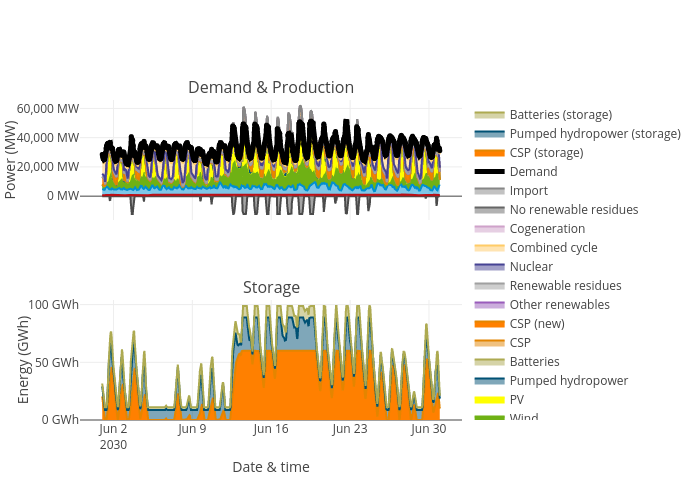 Demand & Production
60,000 MW
40,000 MW
20,000 MW
0 MW
Power (MW)
Storage
100 GWh
50 GWh
0 GWh
Energy (GWh)
Jun 2
2030
Jun 9
Jun 16
Jun 23
Jun 30
Date & time
Batteries (storage)
Pumped hydropower (storage)
CSP (storage)
Demand
Import
No renewable residues
Cogeneration
Combined cycle
Nuclear
Renewable residues
Other renewables
CSP (new)
CSP
Batteries
Pumped hydropower
PV
Wind